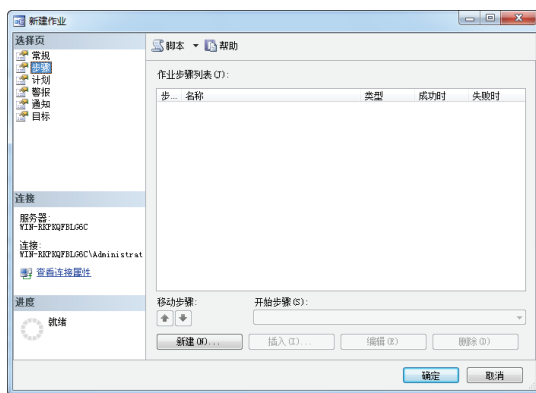 新建作业
选择页
常规
步骤
计划
警报
通知
目标
脚本 帮助
作业步骤列表(J):
步... 名称 类型 成功时 失败时
连接
服务器:
WIN-RKPKQFBLG6C
连接:
WIN-RKPKQFBLG6C\Administrat
查看连接属性
进度
就绪
移动步骤: 开始步骤(S):
新建(N)... 插入(I)... 编辑(E) 删除(D)
确定 取消